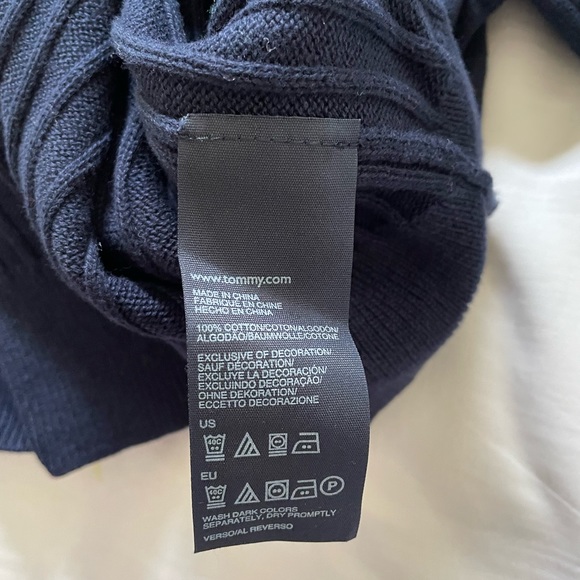 www.tommy.com
MADE IN CHINA
FABRIQUÉ EN CHINE
HECHO EN CHINA
100% COTTON/COTON/ALGODÓN/
ALGODÃO/BAUMWOLLE/COTONE
EXCLUSIVE OF DECORATION/
SAUF DÉCORATION/
EXCLUYE LA DECORACIÓN/
EXCLUINDO DECORAÇÃO/
OHNE DEKORATION/
ECCETTO DECORAZIONE
US
40C
EU
40C
P
WASH DARK COLORS
SEPARATELY, DRY PROMPTLY
VERSO/AL REVERSO